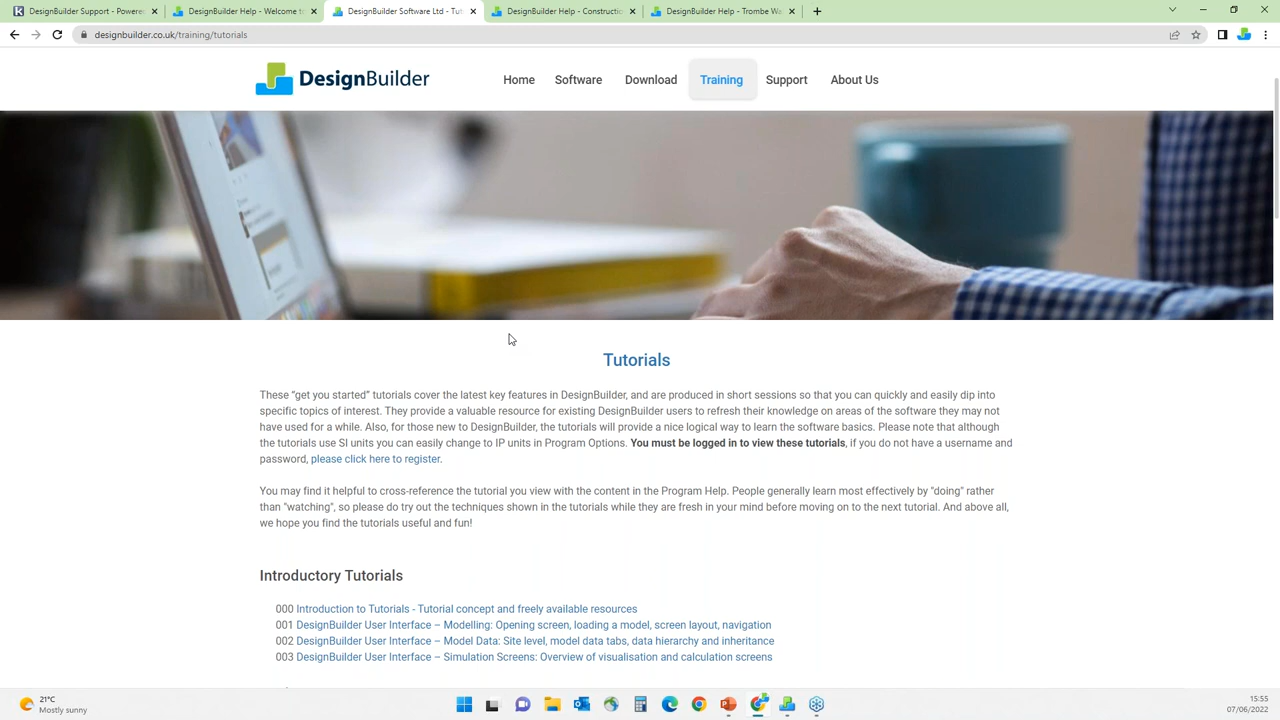 DesignBuilder Support - Powere
DesignBuilder Help - Welcome to
DesignBuilder Software Ltd - Tut
DesignBuilder Help - Constructio
DesignBuilder Help - Trombe Wa
designbuilder.co.uk/training/tutorials
DesignBuilder
Home
Software
Download
Training
Support
About Us
Tutorials
These “get you started” tutorials cover the latest key features in DesignBuilder, and are produced in short sessions so that you can quickly and easily dip into
specific topics of interest. They provide a valuable resource for existing DesignBuilder users to refresh their knowledge on areas of the software they may not
have used for a while. Also, for those new to DesignBuilder, the tutorials will provide a nice logical way to learn the software basics. Please note that although
the tutorials use SI units you can easily change to IP units in Program Options. You must be logged in to view these tutorials, if you do not have a username and
password, please click here to register.
You may find it helpful to cross-reference the tutorial you view with the content in the Program Help. People generally learn most effectively by "doing" rather
than "watching", so please do try out the techniques shown in the tutorials while they are fresh in your mind before moving on to the next tutorial. And above all,
we hope you find the tutorials useful and fun!
Introductory Tutorials
000 Introduction to Tutorials - Tutorial concept and freely available resources
001 DesignBuilder User Interface – Modelling: Opening screen, loading a model, screen layout, navigation
002 DesignBuilder User Interface – Model Data: Site level, model data tabs, data hierarchy and inheritance
003 DesignBuilder User Interface – Simulation Screens: Overview of visualisation and calculation screens
21°C
Mostly sunny
15:55
07/06/2022